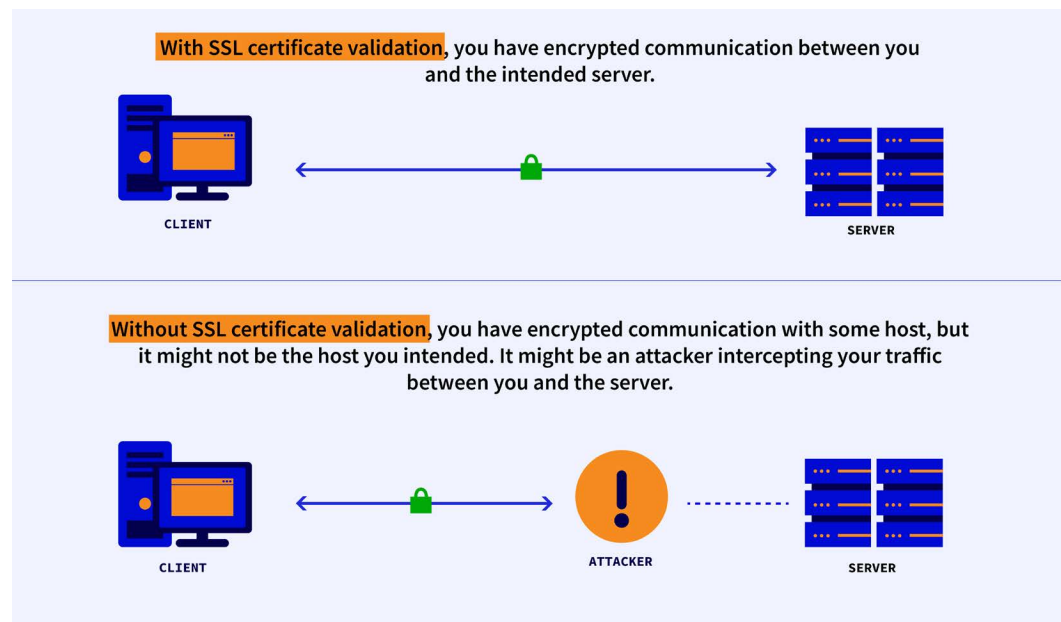 With SSL certificate validation, you have encrypted communication between you
and the intended server.
CLIENT
SERVER
Without SSL certificate validation, you have encrypted communication with some host, but
it might not be the host you intended. It might be an attacker intercepting your traffic
between you and the server.
CLIENT
ATTACKER
SERVER